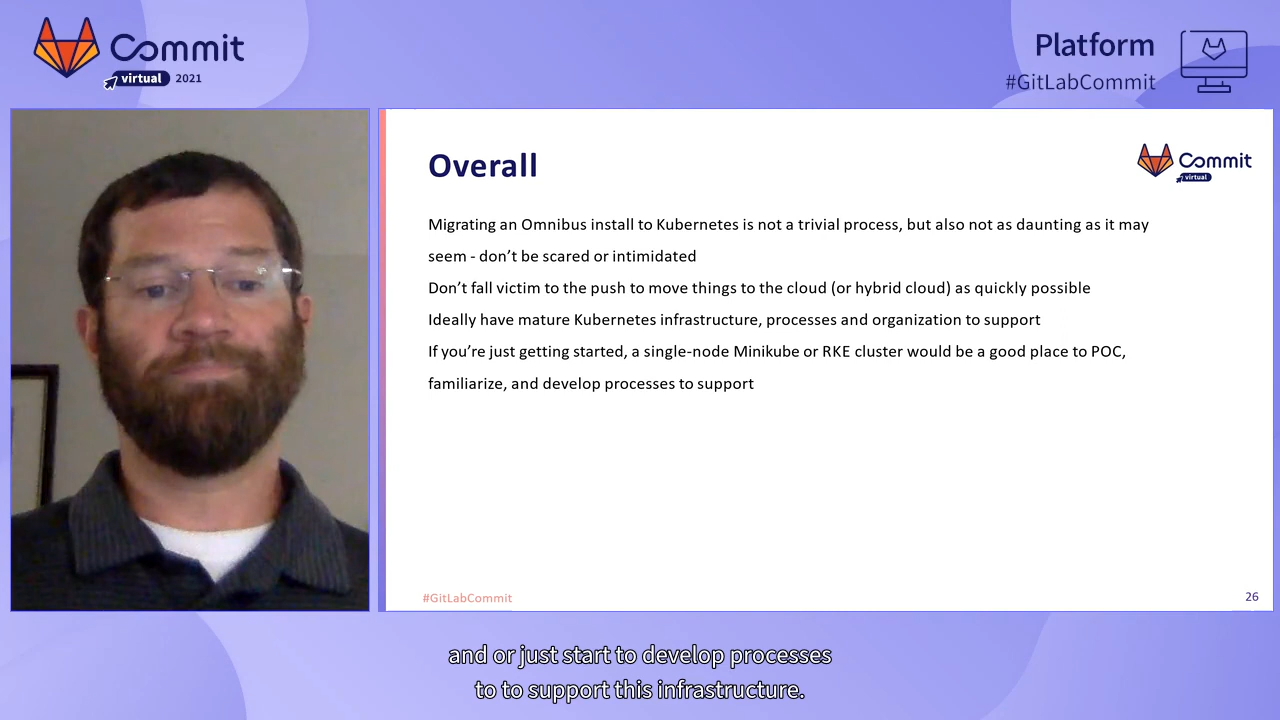 Commit
virtual 2021
Platform
#GitLabCommit
Overall
Commit
virtual
Migrating an Omnibus install to Kubernetes is not a trivial process, but also not as daunting as it may
seem - don’t be scared or intimidated
Don’t fall victim to the push to move things to the cloud (or hybrid cloud) as quickly possible
Ideally have mature Kubernetes infrastructure, processes and organization to support
If you’re just getting started, a single-node Minikube or RKE cluster would be a good place to POC,
familiarize, and develop processes to support
#GitLabCommit
26
and or just start to develop processes
to to support this infrastructure.